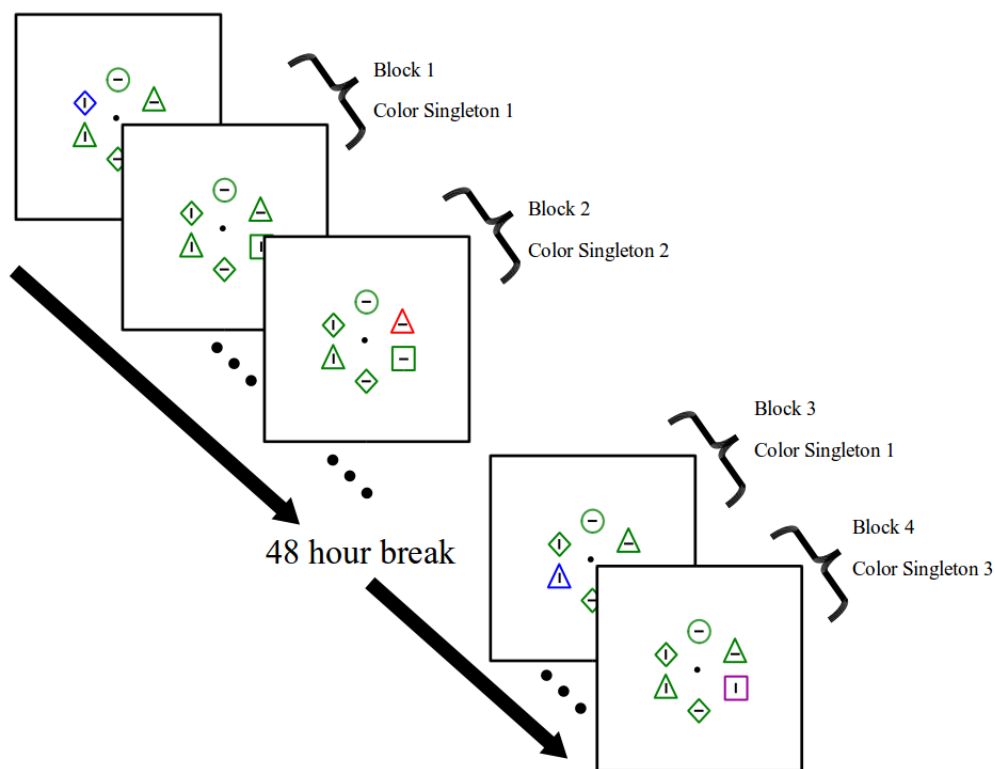 Block 1
Color Singleton 1
Block 2
Color Singleton 2
48 hour break
Block 3
Color Singleton 1
Block 4
Color Singleton 3